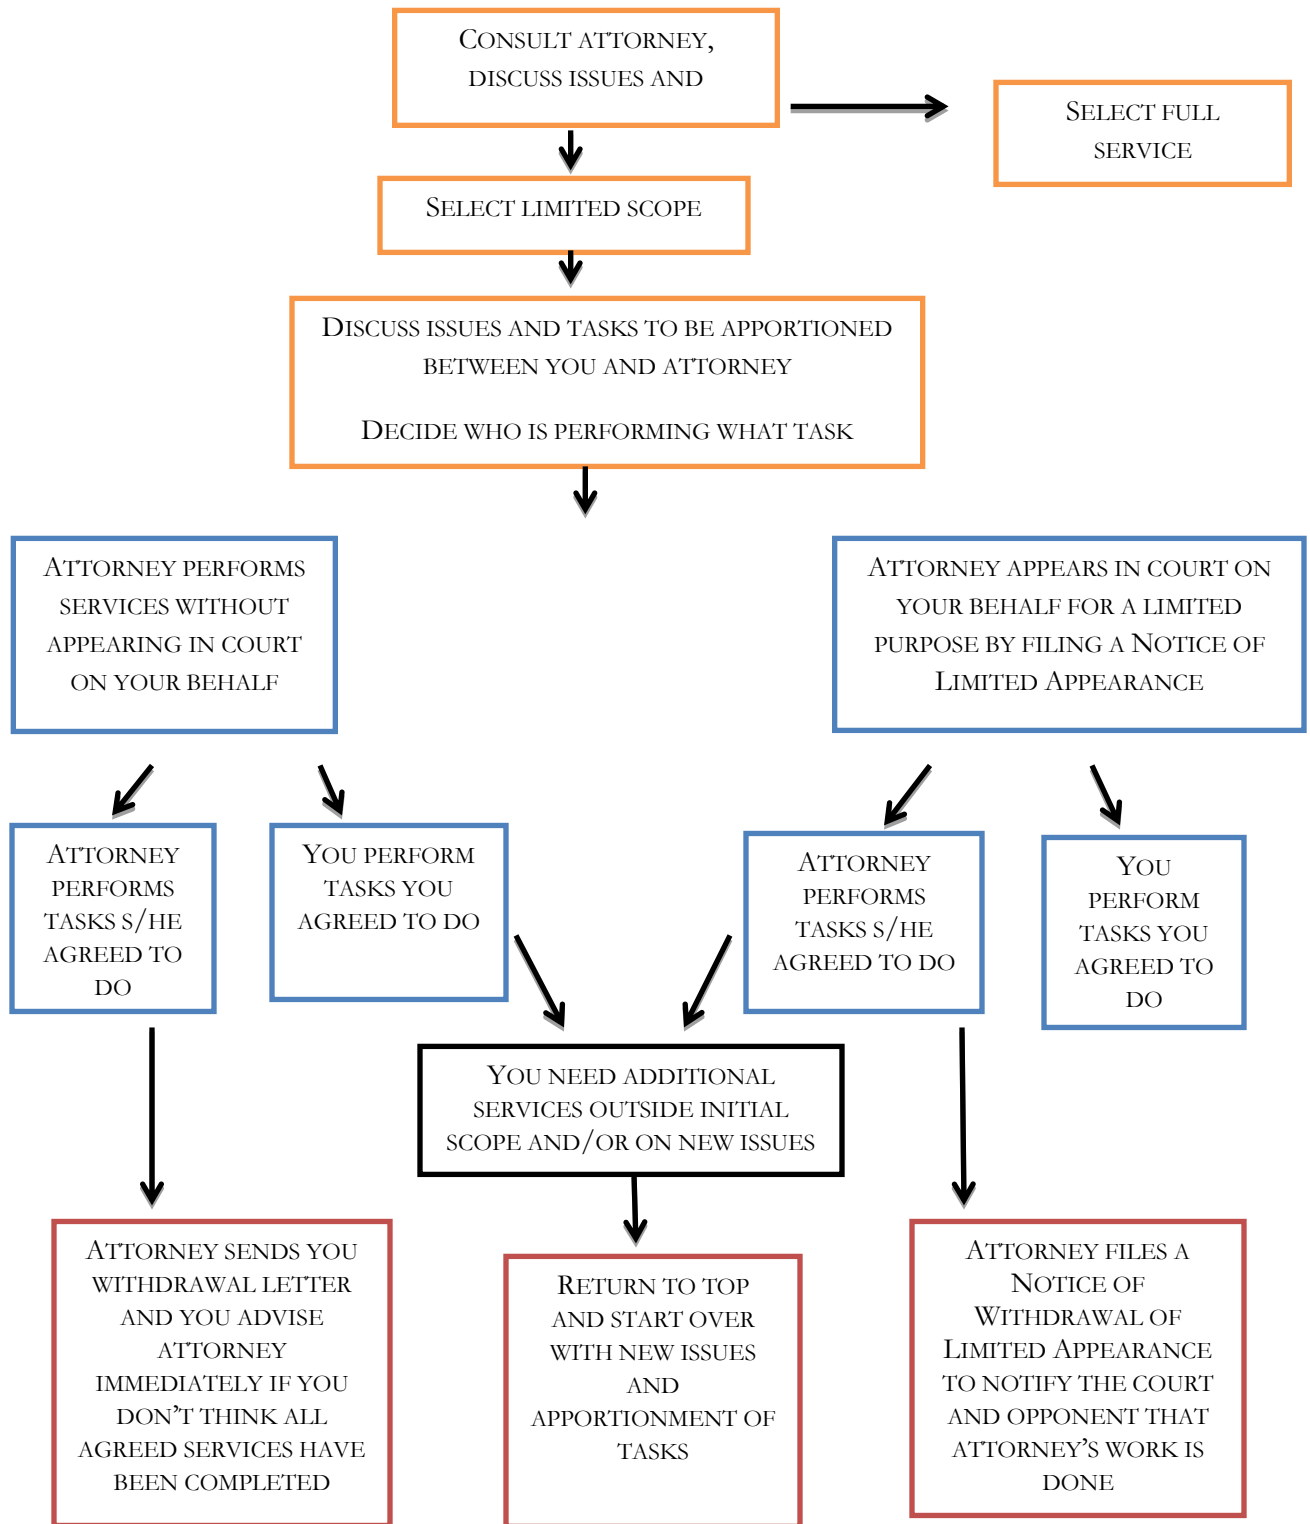 CONSULT ATTORNEY,
DISCUSS ISSUES AND
SELECT FULL
SERVICE
SELECT LIMITED SCOPE
DISCUSS ISSUES AND TASKS TO BE APPORTIONED
BETWEEN YOU AND ATTORNEY
DECIDE WHO IS PERFORMING WHAT TASK
ATTORNEY PERFORMS
SERVICES WITHOUT
APPEARING IN COURT
ON YOUR BEHALF
ATTORNEY APPEARS IN COURT ON
YOUR BEHALF FOR A LIMITED
PURPOSE BY FILING A NOTICE OF
LIMITED APPEARANCE
ATTORNEY
PERFORMS
TASKS S/HE
AGREED TO
DO
YOU PERFORM
TASKS YOU
AGREED TO DO
ATTORNEY
PERFORMS
TASKS S/HE
AGREED TO DO
YOU
PERFORM
TASKS YOU
AGREED TO
DO
YOU NEED ADDITIONAL
SERVICES OUTSIDE INITIAL
SCOPE AND/OR ON NEW ISSUES
ATTORNEY SENDS YOU
WITHDRAWAL LETTER
AND YOU ADVISE
ATTORNEY
IMMEDIATELY IF YOU
DON'T THINK ALL
AGREED SERVICES HAVE
BEEN COMPLETED
RETURN TO TOP
AND START OVER
WITH NEW ISSUES
AND
APPORTIONMENT OF
TASKS
ATTORNEY FILES A
NOTICE OF
WITHDRAWAL OF
LIMITED APPEARANCE
TO NOTIFY THE COURT
AND OPPONENT THAT
ATTORNEY'S WORK IS
DONE